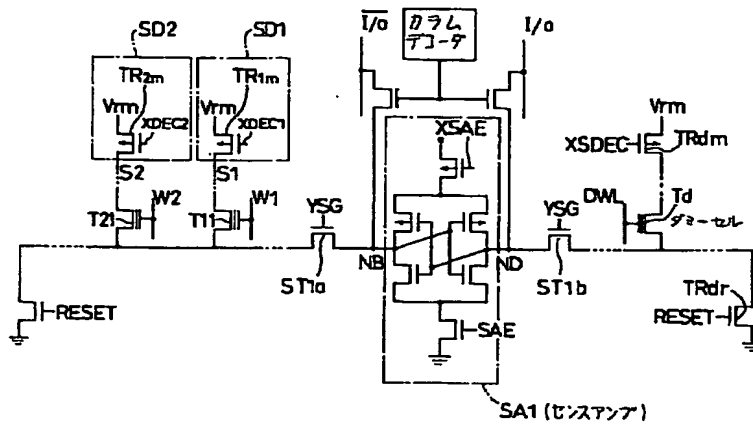 SD2
SD1
I/O
カラム
デコーダ
I/O
TR2m
TR1m
Vrm
XDEC2
Vrm
XDEC1
S2
S1
XSAE
Vrm
XSDEC
TRdm
W2
W1
T21
T11
YSG
YSG
DWL
Td
ダミーセル
NB
ND
ST1a
ST1b
RESET
SAE
TRdr
RESET
SA1 (センスアンプ)